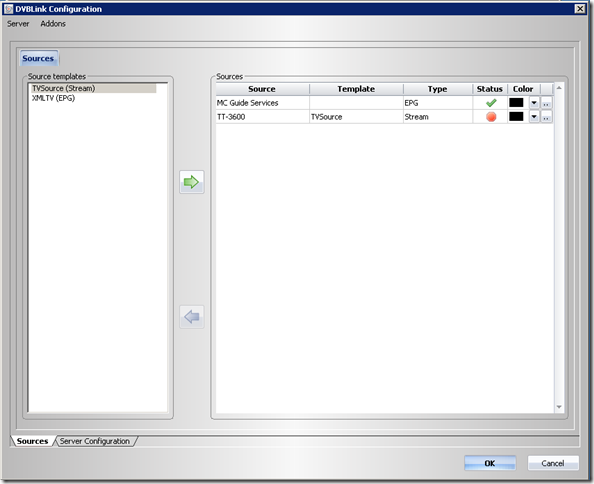 DVBLink Configuration
Server Addons
Sources
Source templates
TVSource (Stream)
XMLTV (EPG)
Sources
Source Template Type Status Color
MC Guide Services EPG
TT-3600 TVSource Stream
Sources Server Configuration
OK Cancel